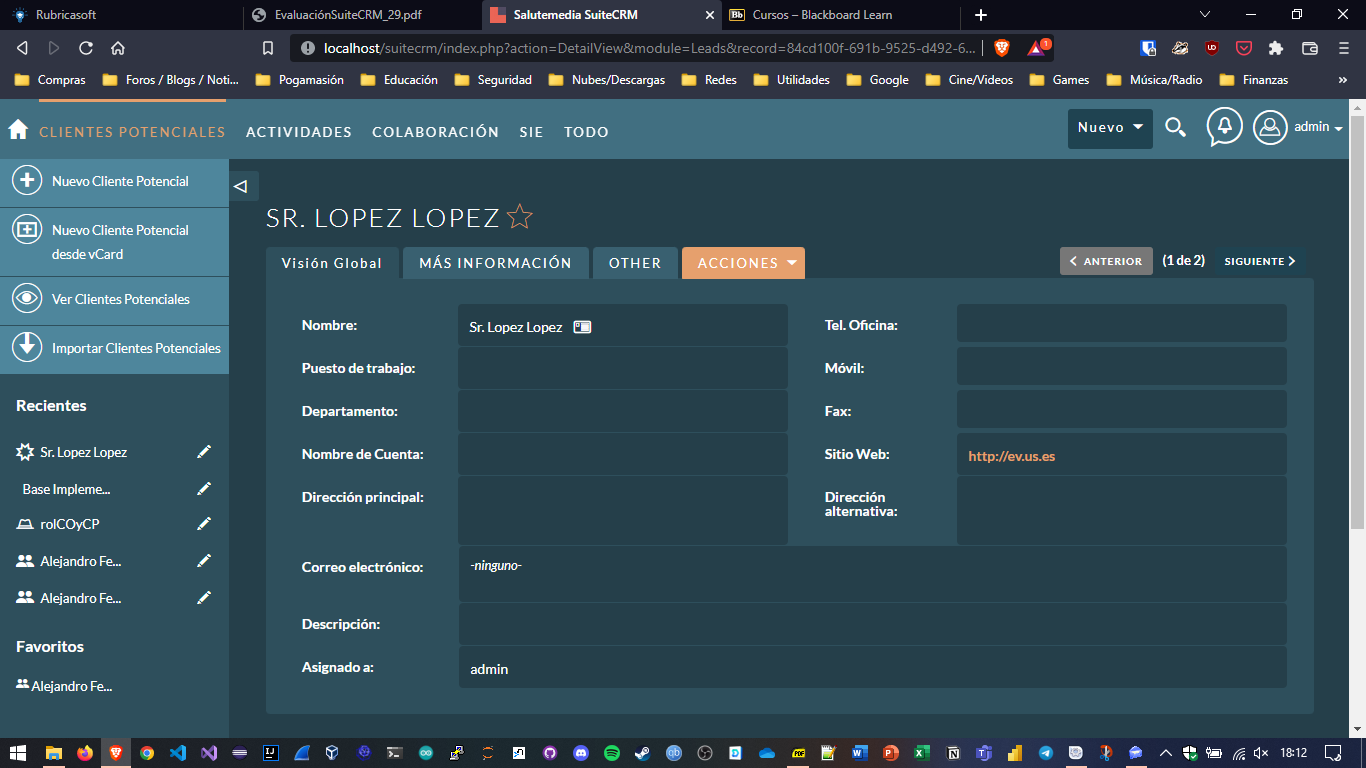 Rubricasoft
EvaluaciónSuiteCRM_29.pdf
Salutemedia SuiteCRM
Bb
Cursos – Blackboard Learn
localhost/suitecrm/index.php?action=DetailView&module=Leads&record=84cd100f-691b-9525-d492-6...
1
Compras
Foros / Blogs / Noti...
Pogamasión
Educación
Seguridad
Nubes/Descargas
Redes
Utilidades
Google
Cine/Videos
Games
Música/Radio
Finanzas
»
CLIENTES POTENCIALES
ACTIVIDADES
COLABORACIÓN
SIE
TODO
Nuevo
admin
Nuevo Cliente Potencial
Nuevo Cliente Potencial
desde vCard
Ver Clientes Potenciales
Importar Clientes Potenciales
Recientes
Sr. Lopez Lopez
Base Impleme...
rolCOyCP
Alejandro Fe...
Alejandro Fe...
Favoritos
Alejandro Fe...
SR. LOPEZ LOPEZ
Visión Global
MÁS INFORMACIÓN
OTHER
ACCIONES
ANTERIOR
(1 de 2)
SIGUIENTE
Nombre:
Sr. Lopez Lopez
Tel. Oficina:
Puesto de trabajo:
Móvil:
Departamento:
Fax:
Nombre de Cuenta:
Sitio Web:
http://ev.us.es
Dirección principal:
Dirección
alternativa:
Correo electrónico:
-ninguno-
Descripción:
Asignado a:
admin
18:12